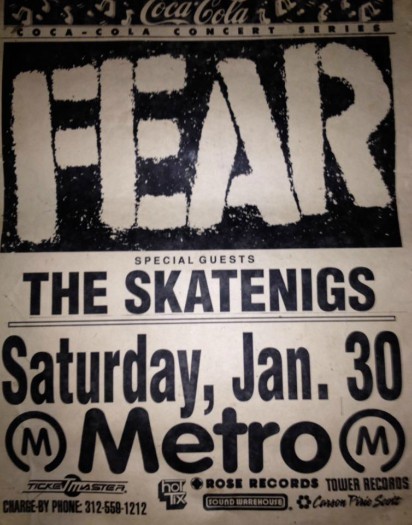 Coca-Cola
COCA-COLA CONCERT SERIES
FEAR
SPECIAL GUESTS
THE SKATENIGS
Saturday, Jan. 30
M Metro M
TICKETMASTER
hot tix
ROSE RECORDS TOWER RECORDS
SOUND WAREHOUSE
Carson Pirie Scott
CHARGE-BY PHONE: 312-559-1212